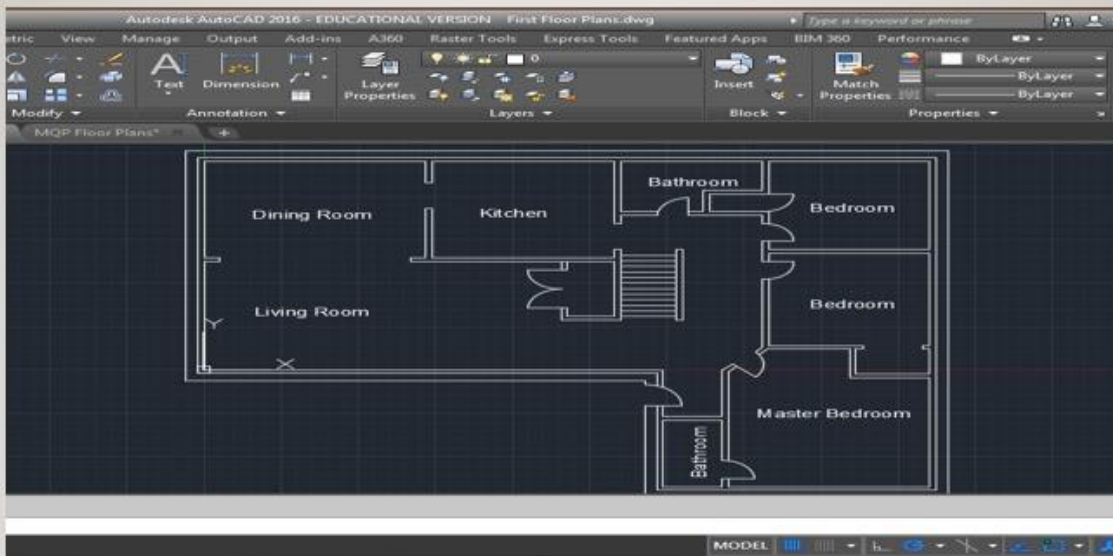 Autodesk AutoCAD 2016 - EDUCATIONAL VERSION First Floor Plans.dwg
Type a keyword or phrase
etric View Manage Output Add-ins A360 Raster Tools Express Tools Featured Apps BIM 360 Performance
A
0
ByLayer
Text Dimension Layer Properties Insert Match Properties
ByLayer
ByLayer
Modify Annotation Layers Block Properties
MQP Floor Plans*
Bathroom
Dining Room Kitchen Bedroom
Living Room Bedroom
Y
X
Master Bedroom
Bathroom
MODEL